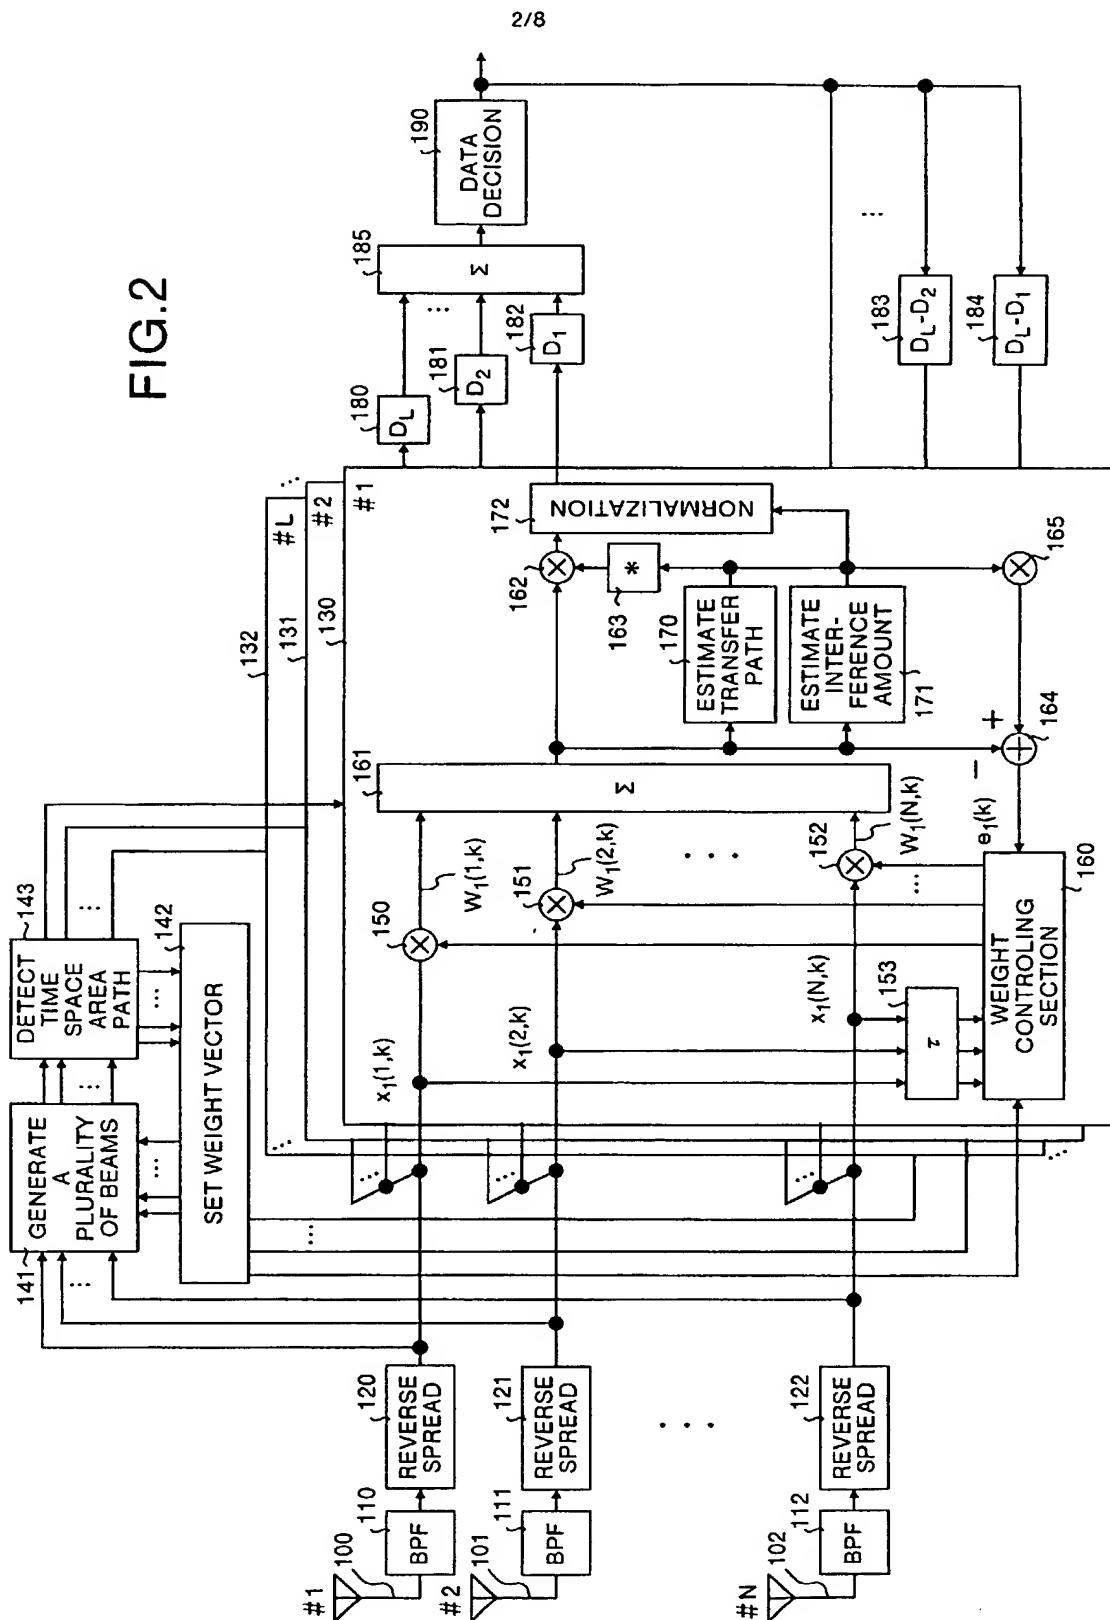 2/8
FIG.2
#1
100
110
BPF
120
REVERSE
SPREAD
#2
101
111
BPF
121
REVERSE
SPREAD
. . .
#N
102
112
BPF
122
REVERSE
SPREAD
141
GENERATE
A
PLURALITY
OF BEAMS
143
DETECT
TIME
SPACE
AREA
PATH
142
SET WEIGHT VECTOR
132
#L
131
#2
130
#1
x1(1,k)
150
W1(1,k)
x1(2,k)
151
W1(2,k)
. . .
x1(N,k)
152
W1(N,k)
153
τ
160
WEIGHT
CONTROLING
SECTION
e1(k)
161
Σ
162
163
*
170
ESTIMATE
TRANSFER
PATH
171
ESTIMATE
INTER-
FERENCE
AMOUNT
172
NORMALIZATION
164
+
−
165
180
DL
181
D2
182
D1
185
Σ
190
DATA
DECISION
183
DL-D2
184
DL-D1